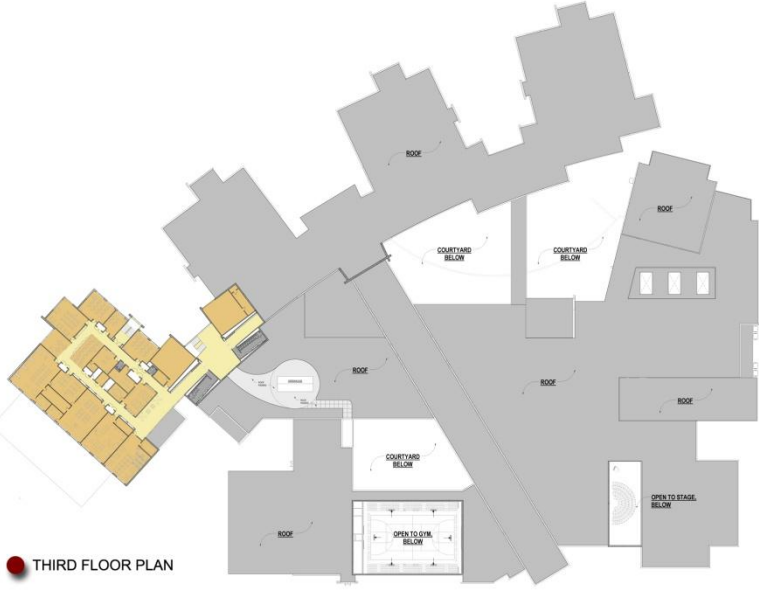 ROOF
ROOF
COURTYARD
BELOW
COURTYARD
BELOW
ROOF
ROOF
ROOF
COURTYARD
BELOW
OPEN TO STAGE,
BELOW
ROOF
OPEN TO GYM,
BELOW
THIRD FLOOR PLAN